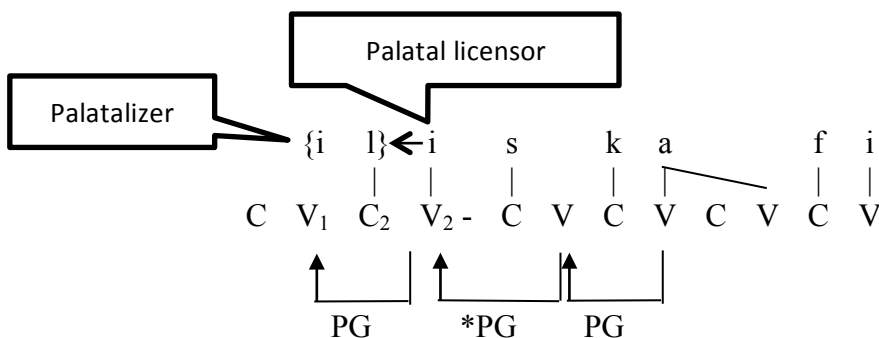 Palatal licensor
Palatalizer
{i l} i s k a f i
C V₁ C₂ V₂ - C V C V C V C V
PG *PG PG